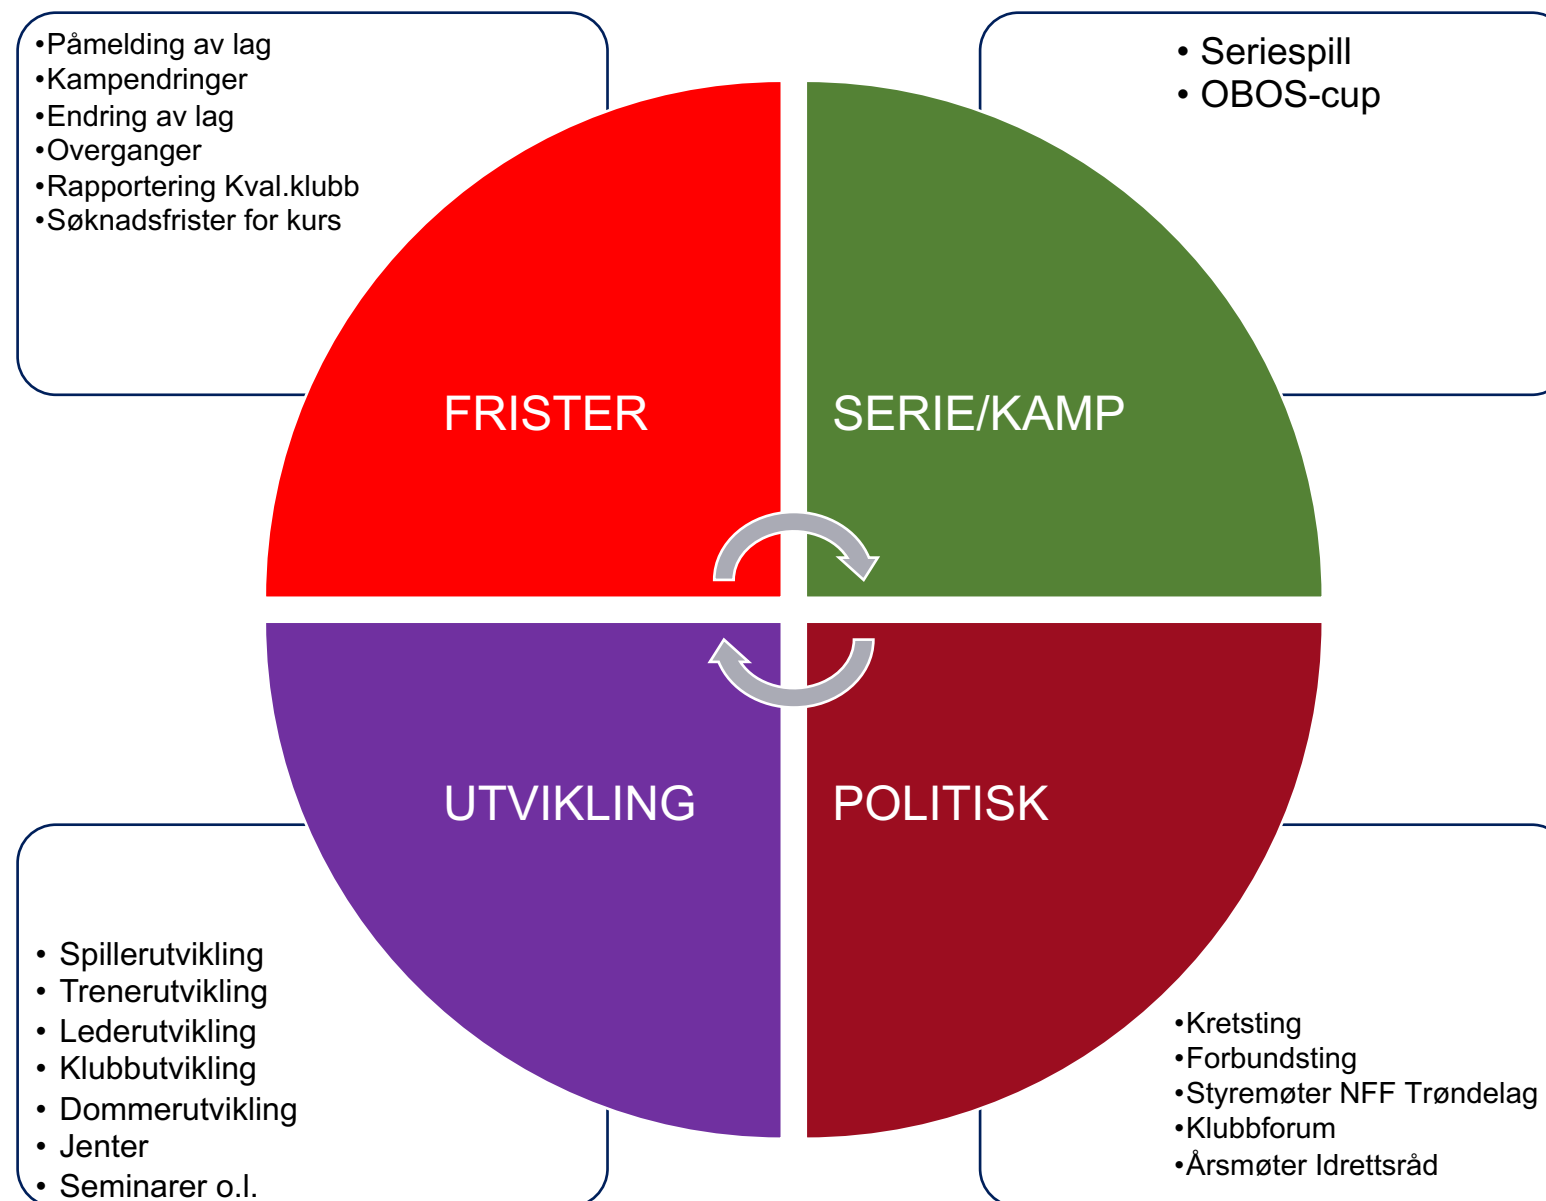 •Påmelding av lag
•Kampendringer
•Endring av lag
•Overganger
•Rapportering Kval.klubb
•Søknadsfrister for kurs
• Seriespill
• OBOS-cup
FRISTER
SERIE/KAMP
UTVIKLING
POLITISK
• Spillerutvikling
• Trenerutvikling
• Lederutvikling
• Klubbutvikling
• Dommerutvikling
• Jenter
• Seminarer o.l.
•Kretsting
•Forbundsting
•Styremøter NFF Trøndelag
•Klubbforum
•Årsmøter Idrettsråd